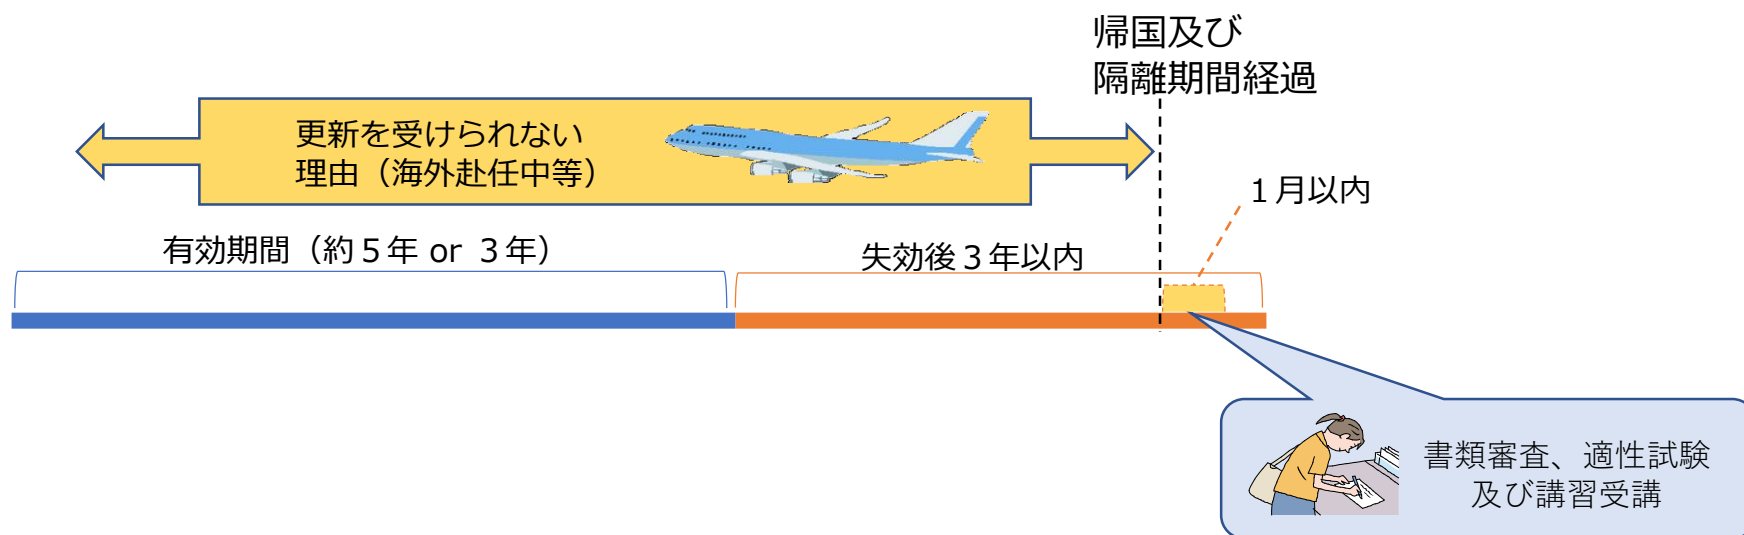 帰国及び
隔離期間経過
更新を受けられない
理由（海外赴任中等）
１月以内
有効期間（約５年 or ３年）
失効後３年以内
書類審査、適性試験
及び講習受講